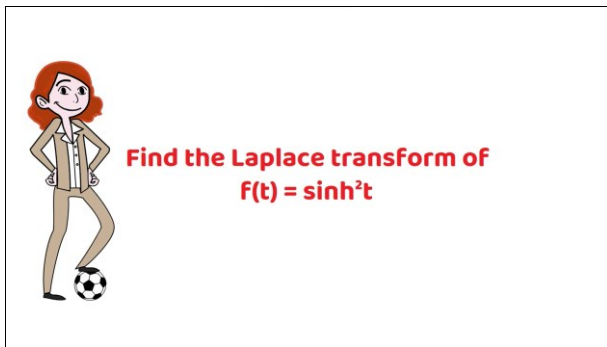 Find the Laplace transform of
f(t) = sinh²t